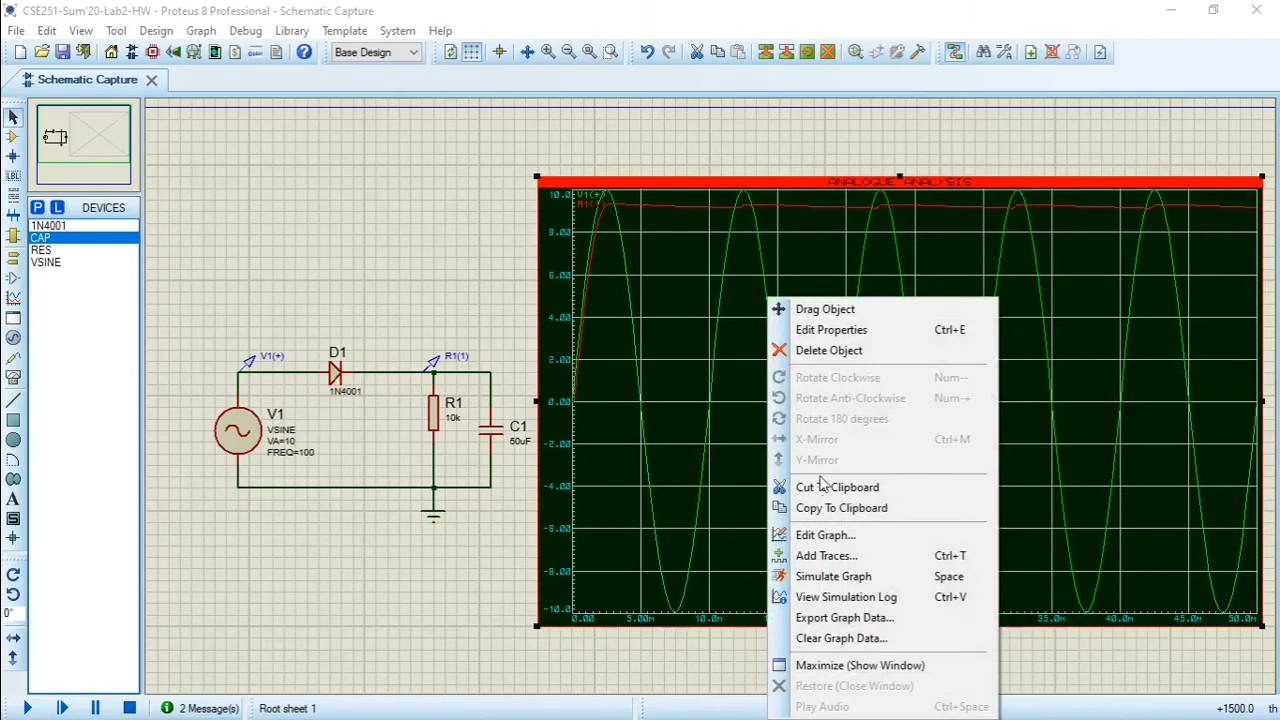 CSE251-Sum'20-Lab2-HW - Proteus 8 Professional - Schematic Capture
File Edit View Tool Design Graph Debug Library Template System Help
Base Design
Schematic Capture
P L DEVICES
1N4001
CAP
RES
VSINE
LBL
A
0°
ANALOGUE ANALYSIS
V1(+)
10.0
8.00
6.00
4.00
2.00
0.00
-2.00
-4.00
-6.00
-8.00
-10.0
0.00 5.00m 10.0m 35.0m 40.0m 45.0m 50.0m
V1(+)
D1
1N4001
R1(1)
V1
VSINE
VA=10
FREQ=100
R1
10k
C1
50uF
Drag Object
Edit Properties Ctrl+E
Delete Object
Rotate Clockwise Num--
Rotate Anti-Clockwise Num-+
Rotate 180 degrees
X-Mirror Ctrl+M
Y-Mirror
Cut To Clipboard
Copy To Clipboard
Edit Graph...
Add Traces... Ctrl+T
Simulate Graph Space
View Simulation Log Ctrl+V
Export Graph Data...
Clear Graph Data...
Maximize (Show Window)
Restore (Close Window)
Play Audio Ctrl+Space
2 Message(s) Root sheet 1 +1500.0 th